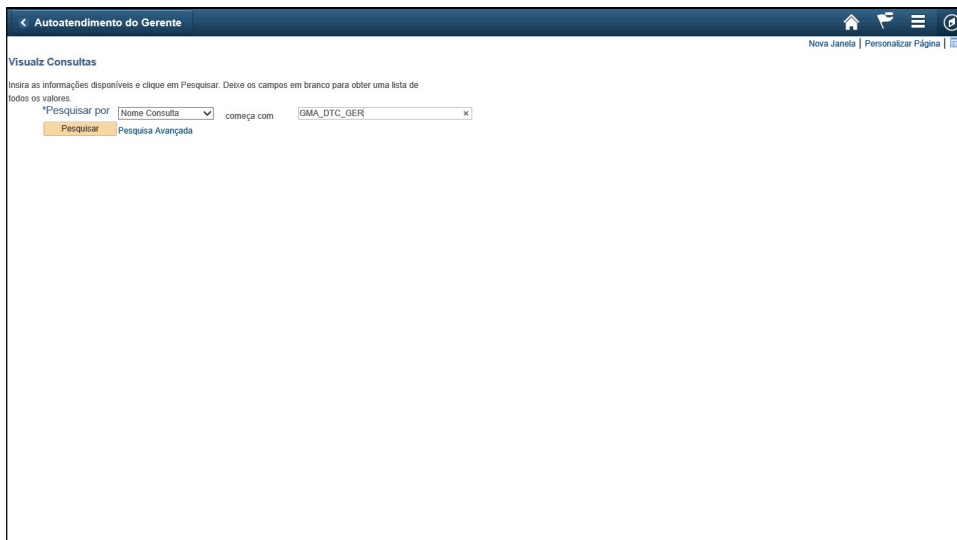 Autoatendimento do Gerente
Nova Janela | Personalizar Página |
Visualz Consultas
Insira as informações disponíveis e clique em Pesquisar. Deixe os campos em branco para obter uma lista de
todos os valores.
*Pesquisar por Nome Consulta começa com GMA_DTC_GER x
Pesquisar Pesquisa Avançada